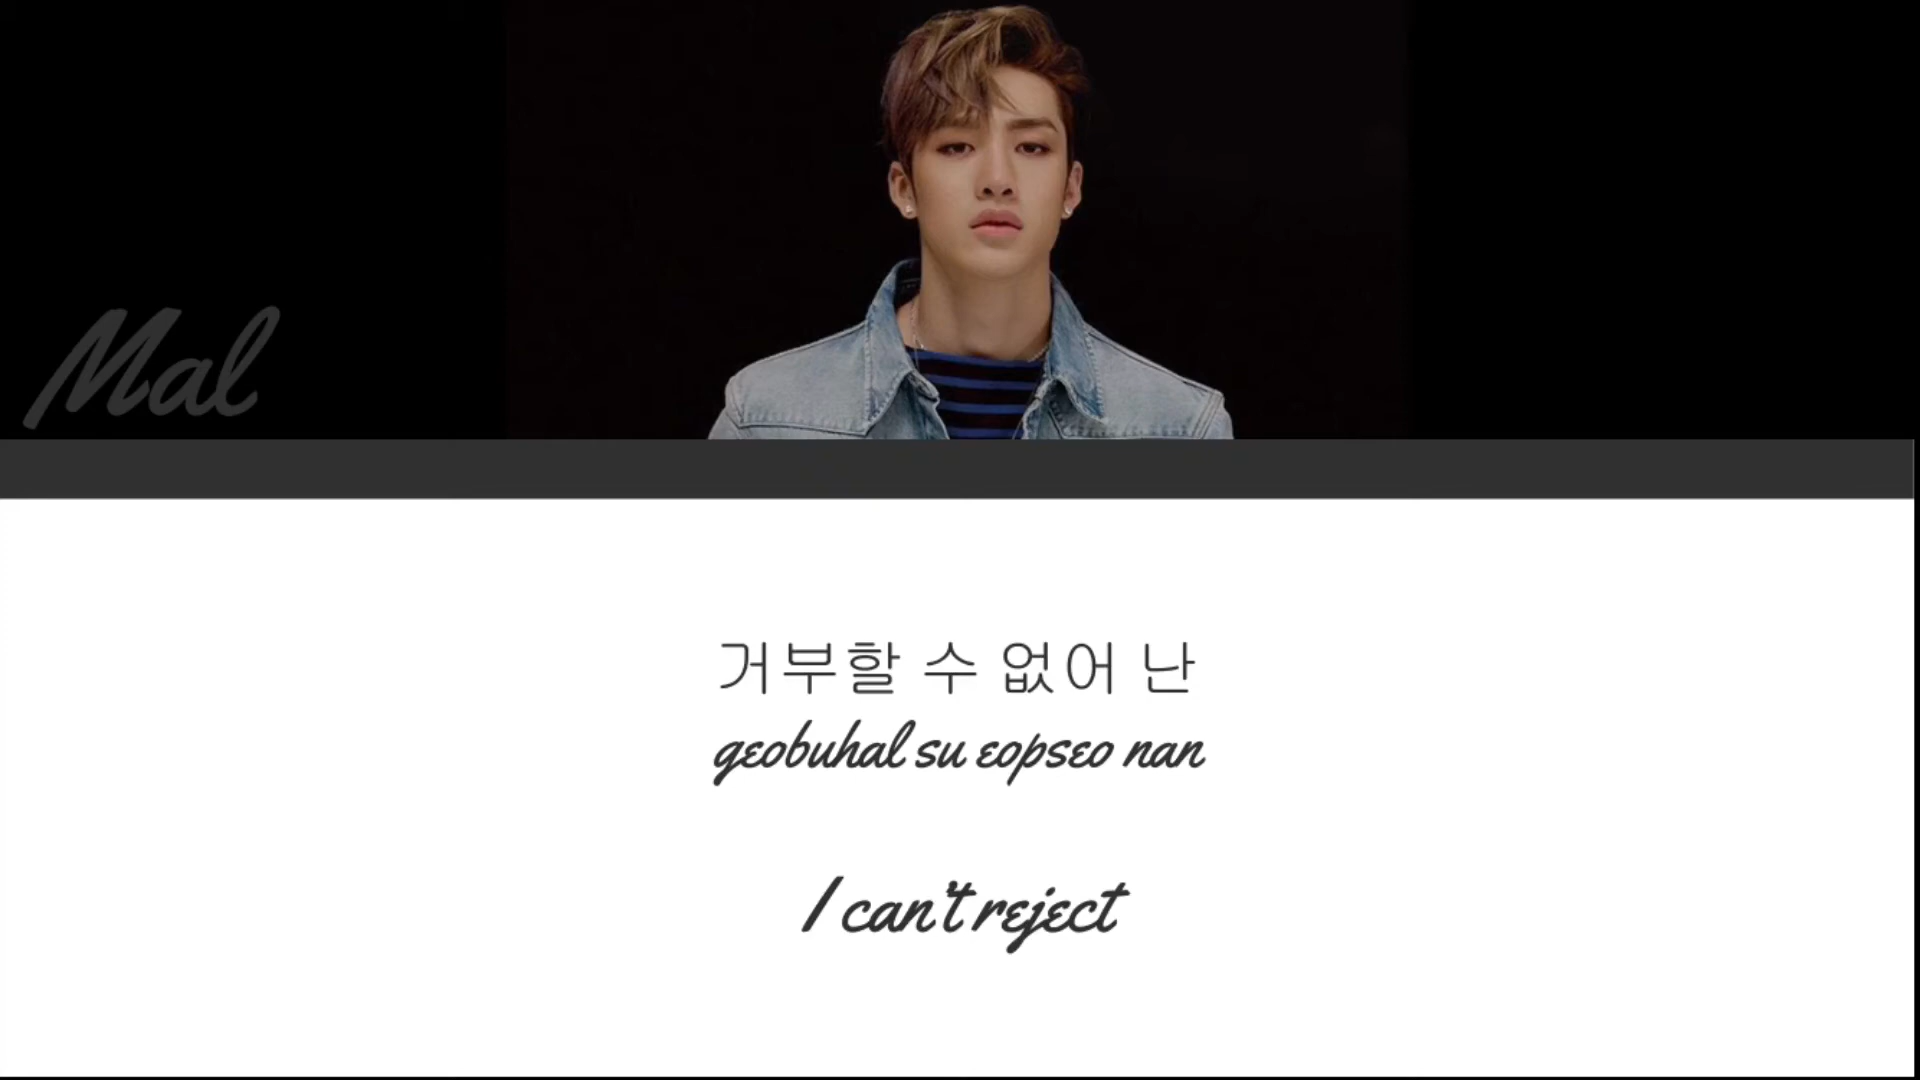 Mal
거부할 수 없어 난
geobuhal su eopseo nan
I can't reject